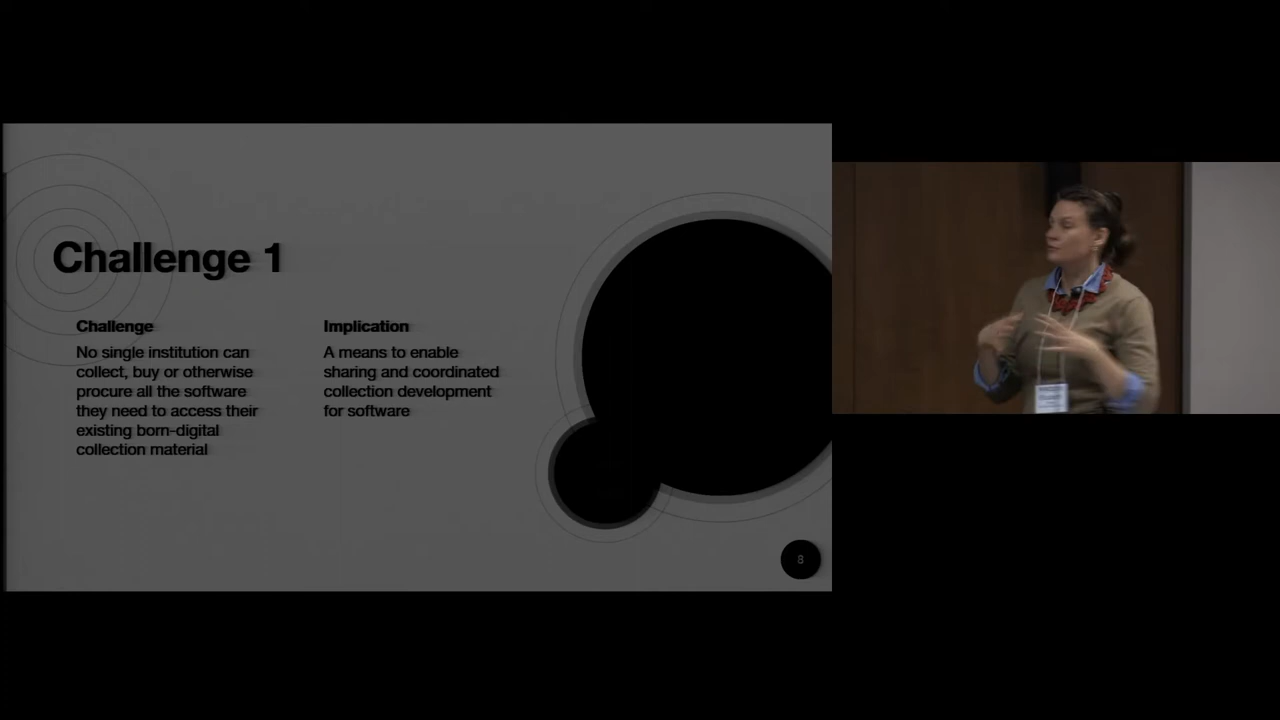 Challenge 1
Challenge
No single institution can
collect, buy or otherwise
procure all the software
they need to access their
existing born-digital
collection material
Implication
A means to enable
sharing and coordinated
collection development
for software
8